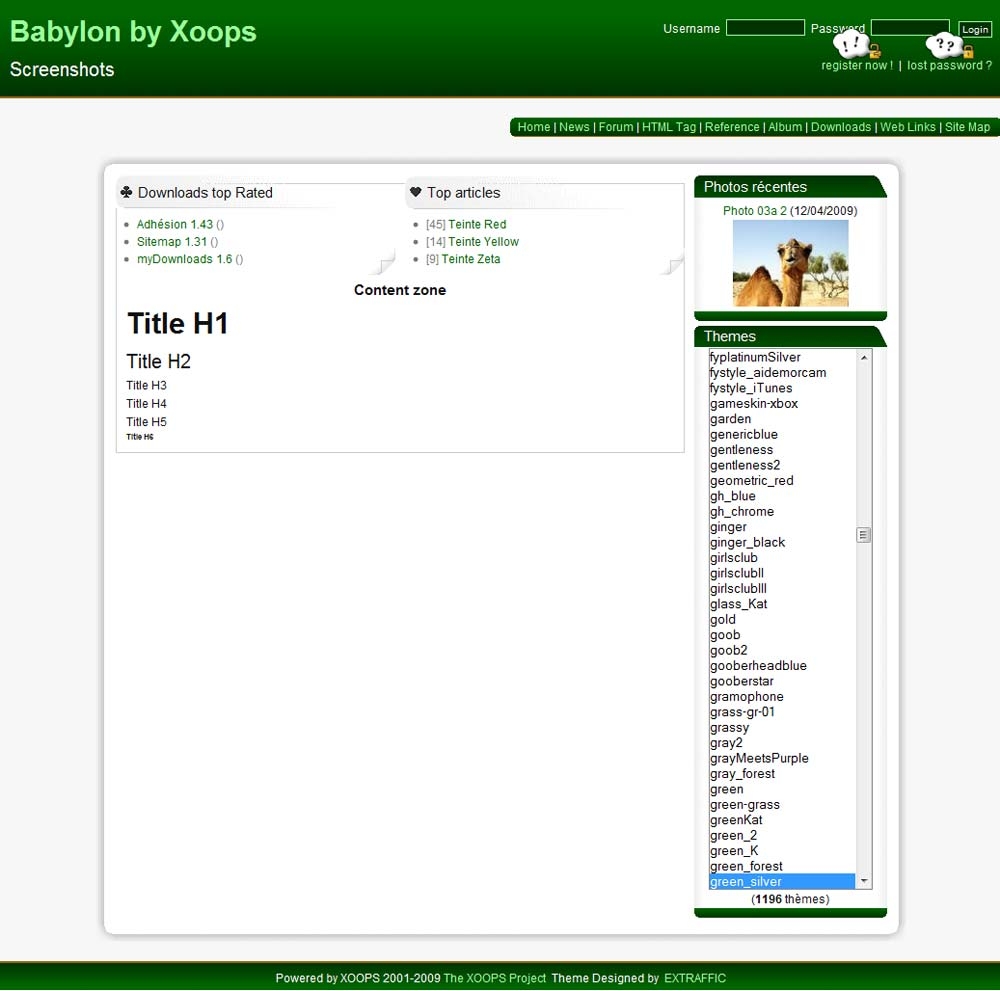 Babylon by Xoops
Screenshots
Username Password Login
!! ??
register now ! | lost password ?
Home | News | Forum | HTML Tag | Reference | Album | Downloads | Web Links | Site Map
Downloads top Rated
Adhésion 1.43 ()
Sitemap 1.31 ()
myDownloads 1.6 ()
Top articles
[45] Teinte Red
[14] Teinte Yellow
[9] Teinte Zeta
Content zone
Title H1
Title H2
Title H3
Title H4
Title H5
Title H6
Photos récentes
Photo 03a 2 (12/04/2009)
Themes
fyplatinumSilver
fystyle_aidemorcam
fystyle_iTunes
gameskin-xbox
garden
genericblue
gentleness
gentleness2
geometric_red
gh_blue
gh_chrome
ginger
ginger_black
girlsclub
girlsclubII
girlsclubIII
glass_Kat
gold
goob
goob2
gooberheadblue
gooberstar
gramophone
grass-gr-01
grassy
gray2
grayMeetsPurple
gray_forest
green
green-grass
greenKat
green_2
green_K
green_forest
green_silver
(1196 thèmes)
Powered by XOOPS 2001-2009 The XOOPS Project Theme Designed by EXTRAFFIC